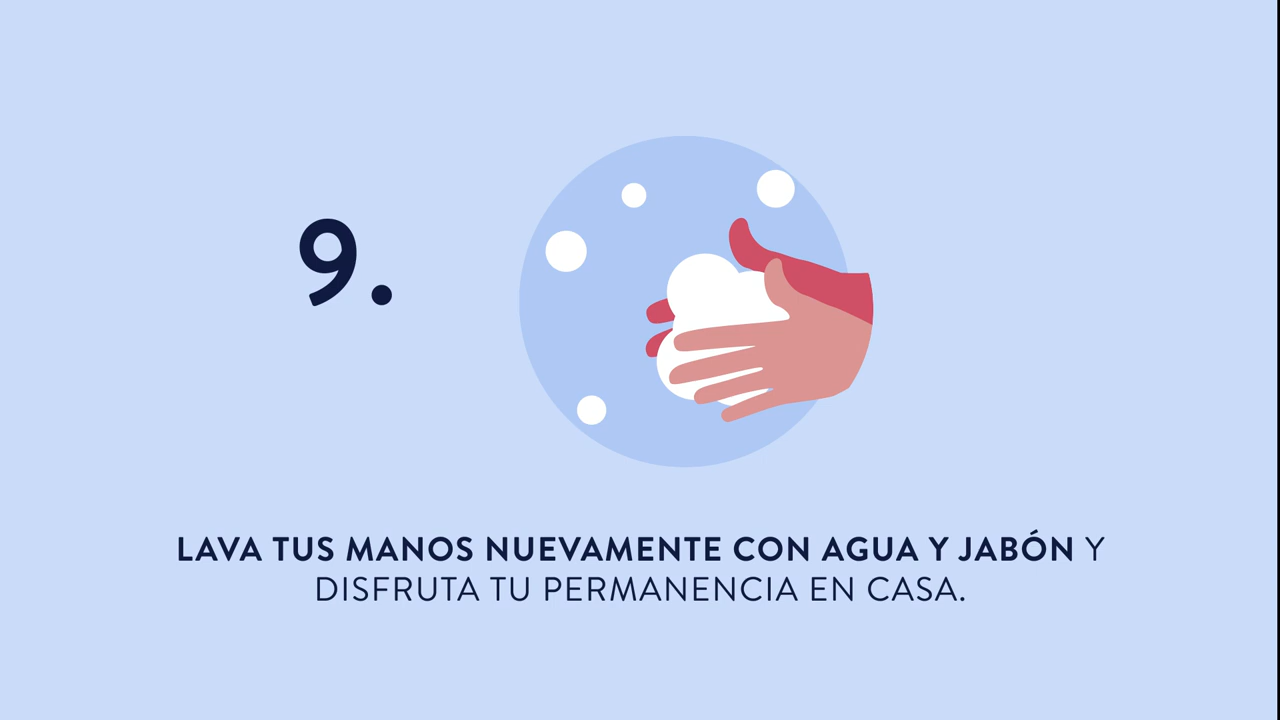 9.
LAVA TUS MANOS NUEVAMENTE CON AGUA Y JABÓN Y
DISFRUTA TU PERMANENCIA EN CASA.